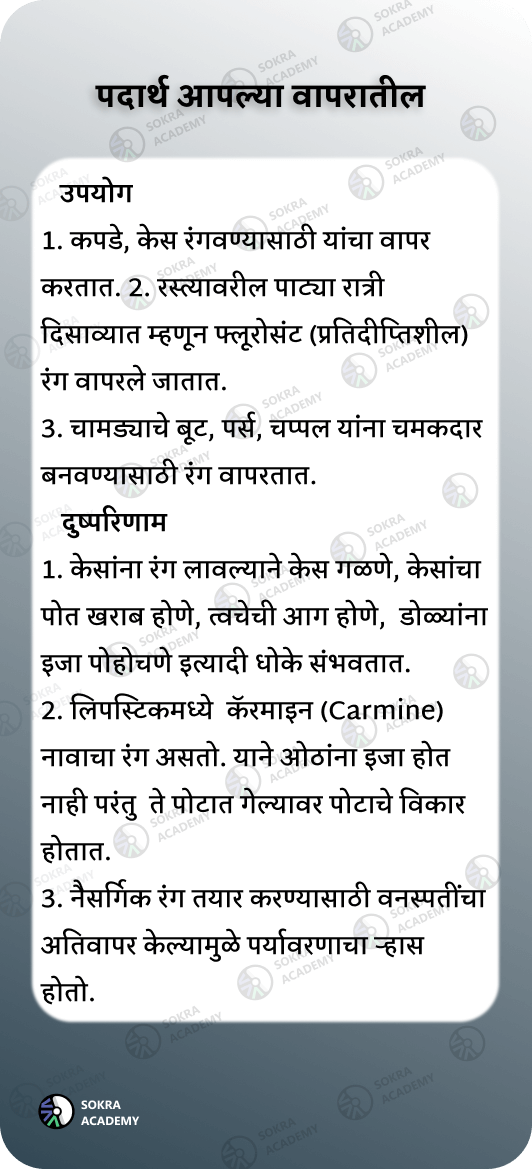 पदार्थ आपल्या वापरातील
उपयोग
1. कपडे, केस रंगवण्यासाठी यांचा वापर
करतात. 2. रस्त्यावरील पाट्या रात्री
दिसाव्यात म्हणून फ्लूरोसंट (प्रतिदीप्तिशील)
रंग वापरले जातात.
3. चामड्याचे बूट, पर्स, चप्पल यांना चमकदार
बनवण्यासाठी रंग वापरतात.
दुष्परिणाम
1. केसांना रंग लावल्याने केस गळणे, केसांचा
पोत खराब होणे, त्वचेची आग होणे, डोळ्यांना
इजा पोहोचणे इत्यादी धोके संभवतात.
2. लिपस्टिकमध्ये कॅरमाइन (Carmine)
नावाचा रंग असतो. याने ओठांना इजा होत
नाही परंतु ते पोटात गेल्यावर पोटाचे विकार
होतात.
3. नैसर्गिक रंग तयार करण्यासाठी वनस्पतींचा
अतिवापर केल्यामुळे पर्यावरणाचा ऱ्हास
होतो.
SOKRA
ACADEMY